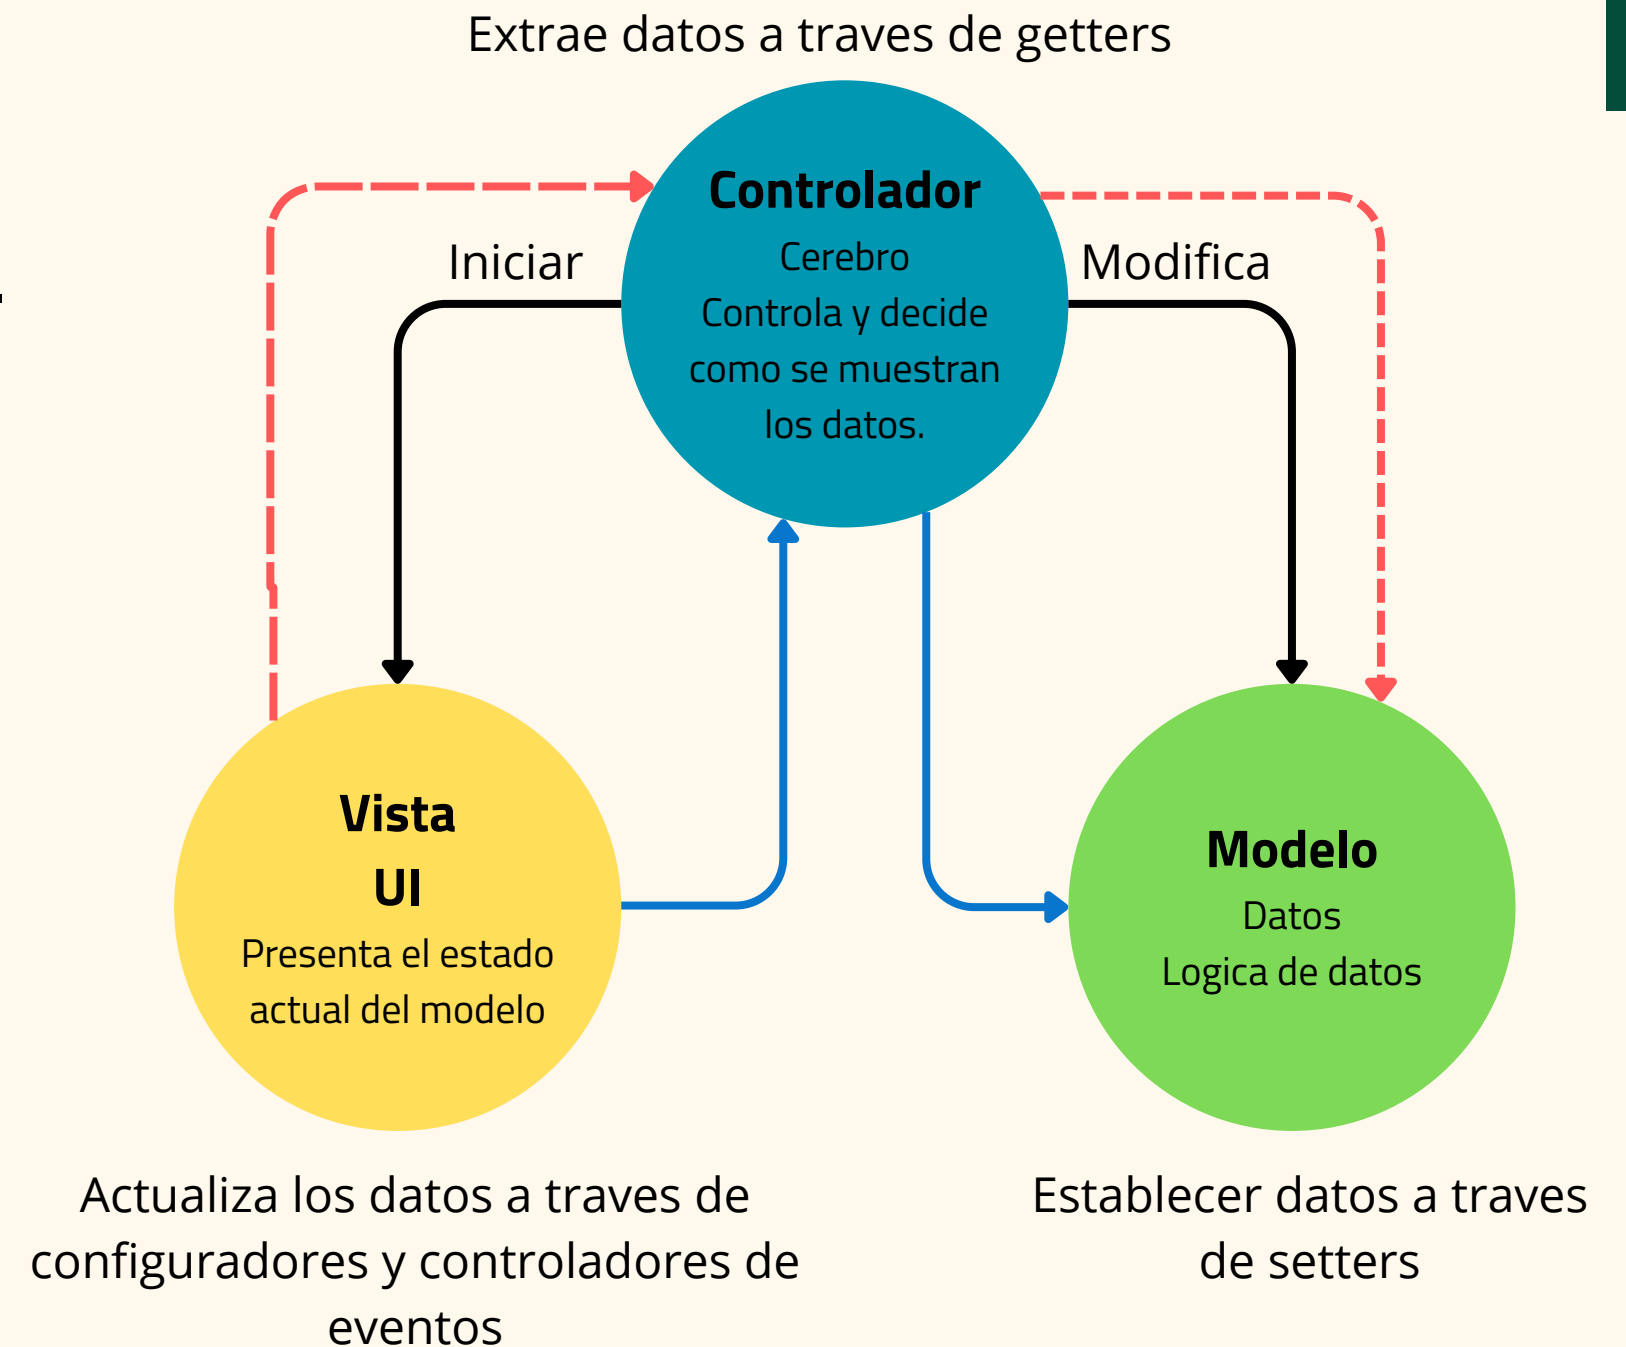 Extrae datos a traves de getters
Controlador
Cerebro
Controla y decide
como se muestran
los datos.
Iniciar
Modifica
Vista
UI
Presenta el estado
actual del modelo
Modelo
Datos
Logica de datos
Actualiza los datos a traves de
configuradores y controladores de
eventos
Establecer datos a traves
de setters